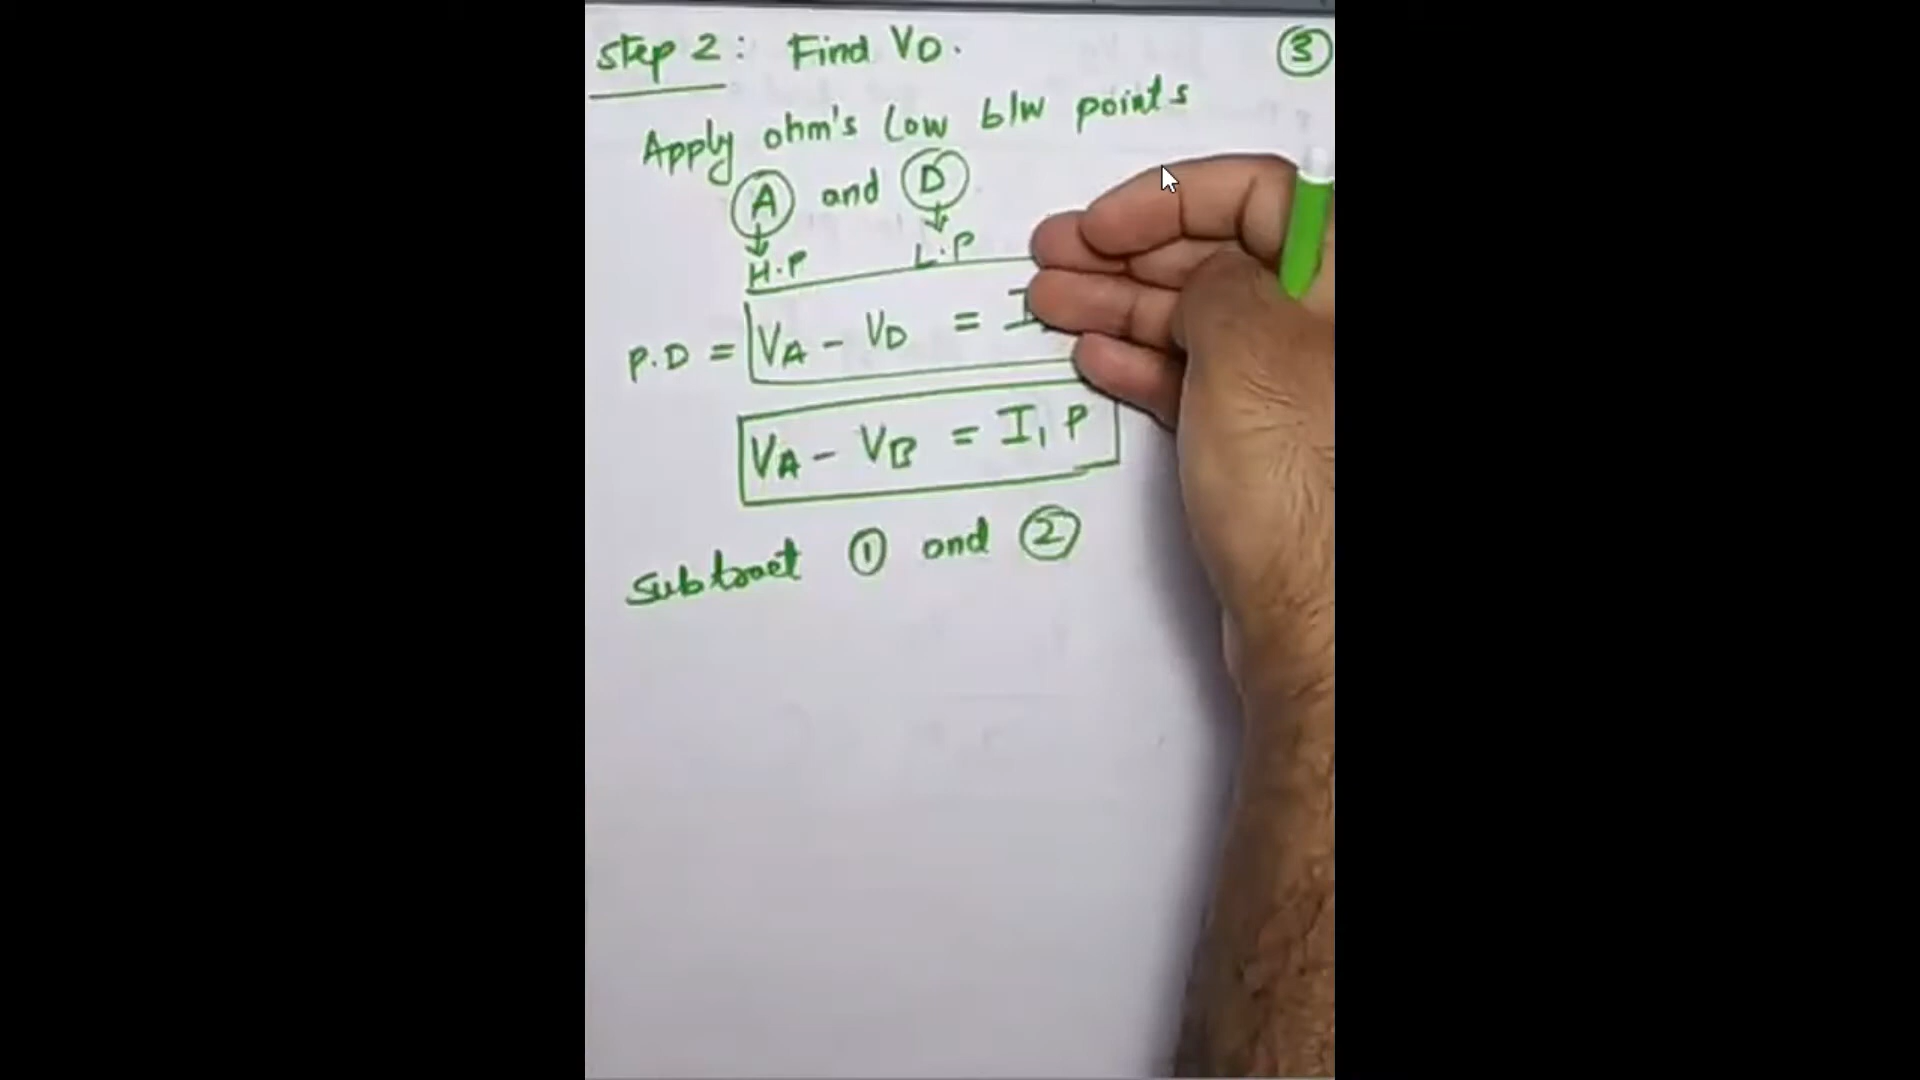 Step 2: Find VD. 3
Apply ohm's Low b/w points
A and D
H.P L.P
P.D = VA - VD = I
VA - VB = I1 P
Subtract 1 and 2